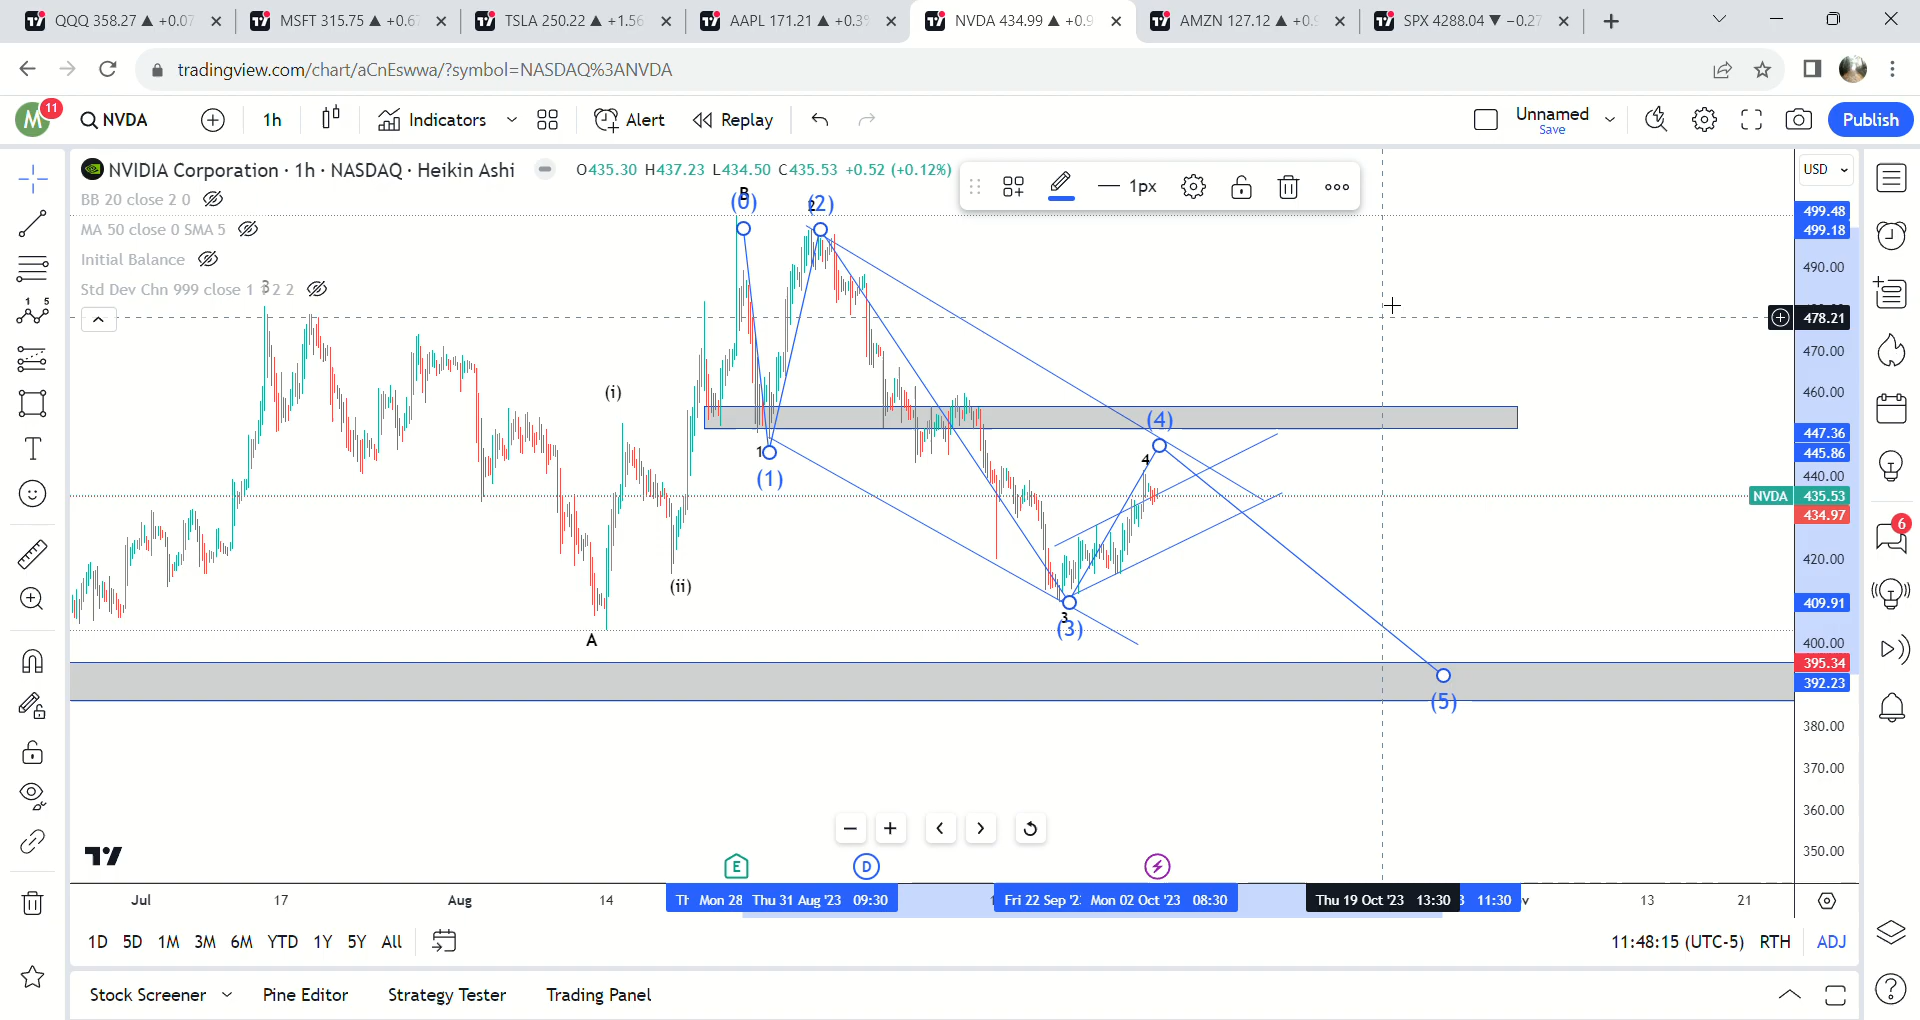 QQQ 358.27 ▲ +0.07
MSFT 315.75 ▲ +0.6
TSLA 250.22 ▲ +1.56
AAPL 171.21 ▲ +0.3
NVDA 434.99 ▲ +0.9
AMZN 127.12 ▲ +0.
SPX 4288.04 ▼ -0.27
tradingview.com/chart/aCnEswwa/?symbol=NASDAQ%3ANVDA
M
11
NVDA
1h
Indicators
Alert
Replay
Unnamed
Save
Publish
NVIDIA Corporation · 1h · NASDAQ · Heikin Ashi
O435.30 H437.23 L434.50 C435.53 +0.52 (+0.12%)
1px
USD
BB 20 close 2 0
MA 50 close 0 SMA 5
Initial Balance
Std Dev Chn 999 close 1 2 2
3
B
(0)
2
(2)
(i)
(ii)
A
1
(1)
3
(3)
4
(4)
(5)
499.48
499.18
490.00
478.21
470.00
460.00
447.36
445.86
440.00
NVDA 435.53
434.97
420.00
409.91
400.00
395.34
392.23
380.00
370.00
360.00
350.00
6
1 5
T
E
D
Jul
17
Aug
14
Mon 28
Thu 31 Aug '23 09:30
Fri 22 Sep '2
Mon 02 Oct '23 08:30
Thu 19 Oct '23 13:30
11:30
13
21
1D 5D 1M 3M 6M YTD 1Y 5Y All
11:48:15 (UTC-5) RTH ADJ
Stock Screener
Pine Editor
Strategy Tester
Trading Panel